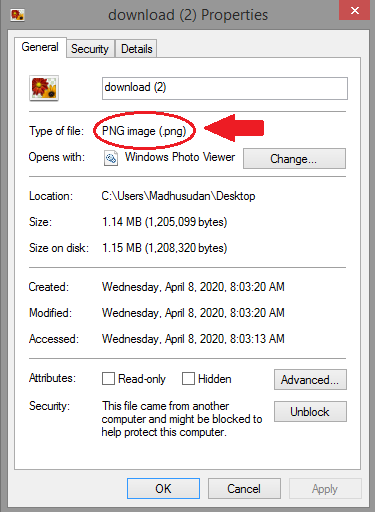 download (2) Properties
General Security Details
download (2)
Type of file: PNG image (.png)
Opens with: Windows Photo Viewer Change...
Location: C:\Users\Madhusudan\Desktop
Size: 1.14 MB (1,205,099 bytes)
Size on disk: 1.15 MB (1,208,320 bytes)
Created: Wednesday, April 8, 2020, 8:03:20 AM
Modified: Wednesday, April 8, 2020, 8:03:20 AM
Accessed: Wednesday, April 8, 2020, 8:03:13 AM
Attributes: Read-only Hidden Advanced...
Security: This file came from another
computer and might be blocked to
help protect this computer.
Unblock
OK Cancel Apply